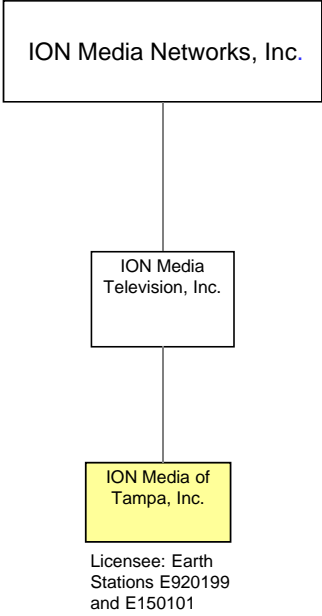 ION Media Networks, Inc.
ION Media
Television, Inc.
ION Media of
Tampa, Inc.
Licensee: Earth
Stations E920199
and E150101